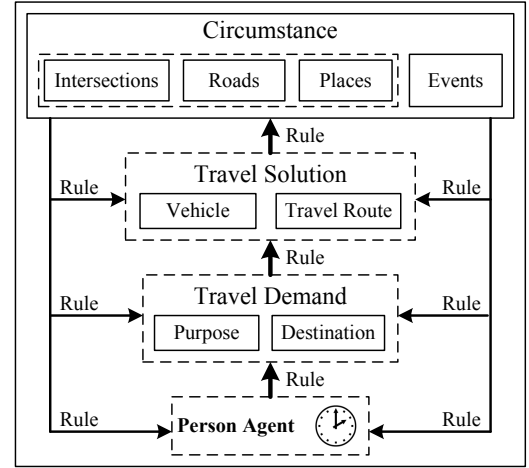 Circumstance
Intersections Roads Places Events
Rule
Travel Solution
Rule Rule
Vehicle Travel Route
Rule
Travel Demand
Rule Rule
Purpose Destination
Rule
Rule Person Agent Rule